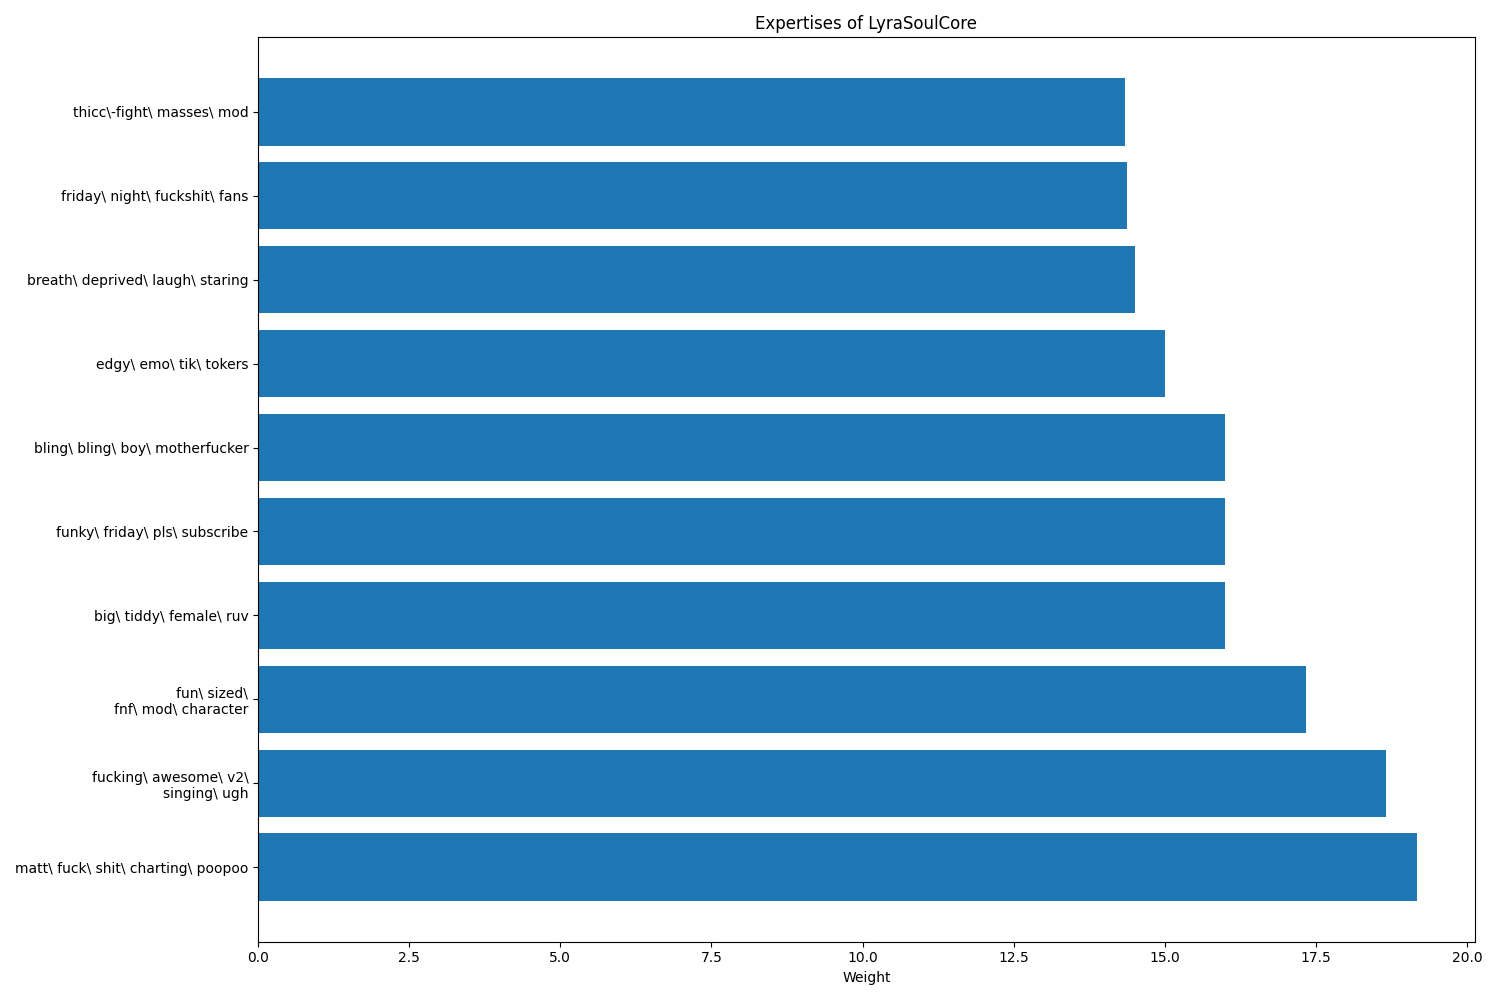 Expertises of LyraSoulCore
thicc\-fight\ masses\ mod
friday\ night\ fuckshit\ fans
breath\ deprived\ laugh\ staring
edgy\ emo\ tik\ tokers
bling\ bling\ boy\ motherfucker
funky\ friday\ pls\ subscribe
big\ tiddy\ female\ ruv
fun\ sized\
fnf\ mod\ character
fucking\ awesome\ v2\
singing\ ugh
matt\ fuck\ shit\ charting\ poopoo
0.0 2.5 5.0 7.5 10.0 12.5 15.0 17.5 20.0
Weight